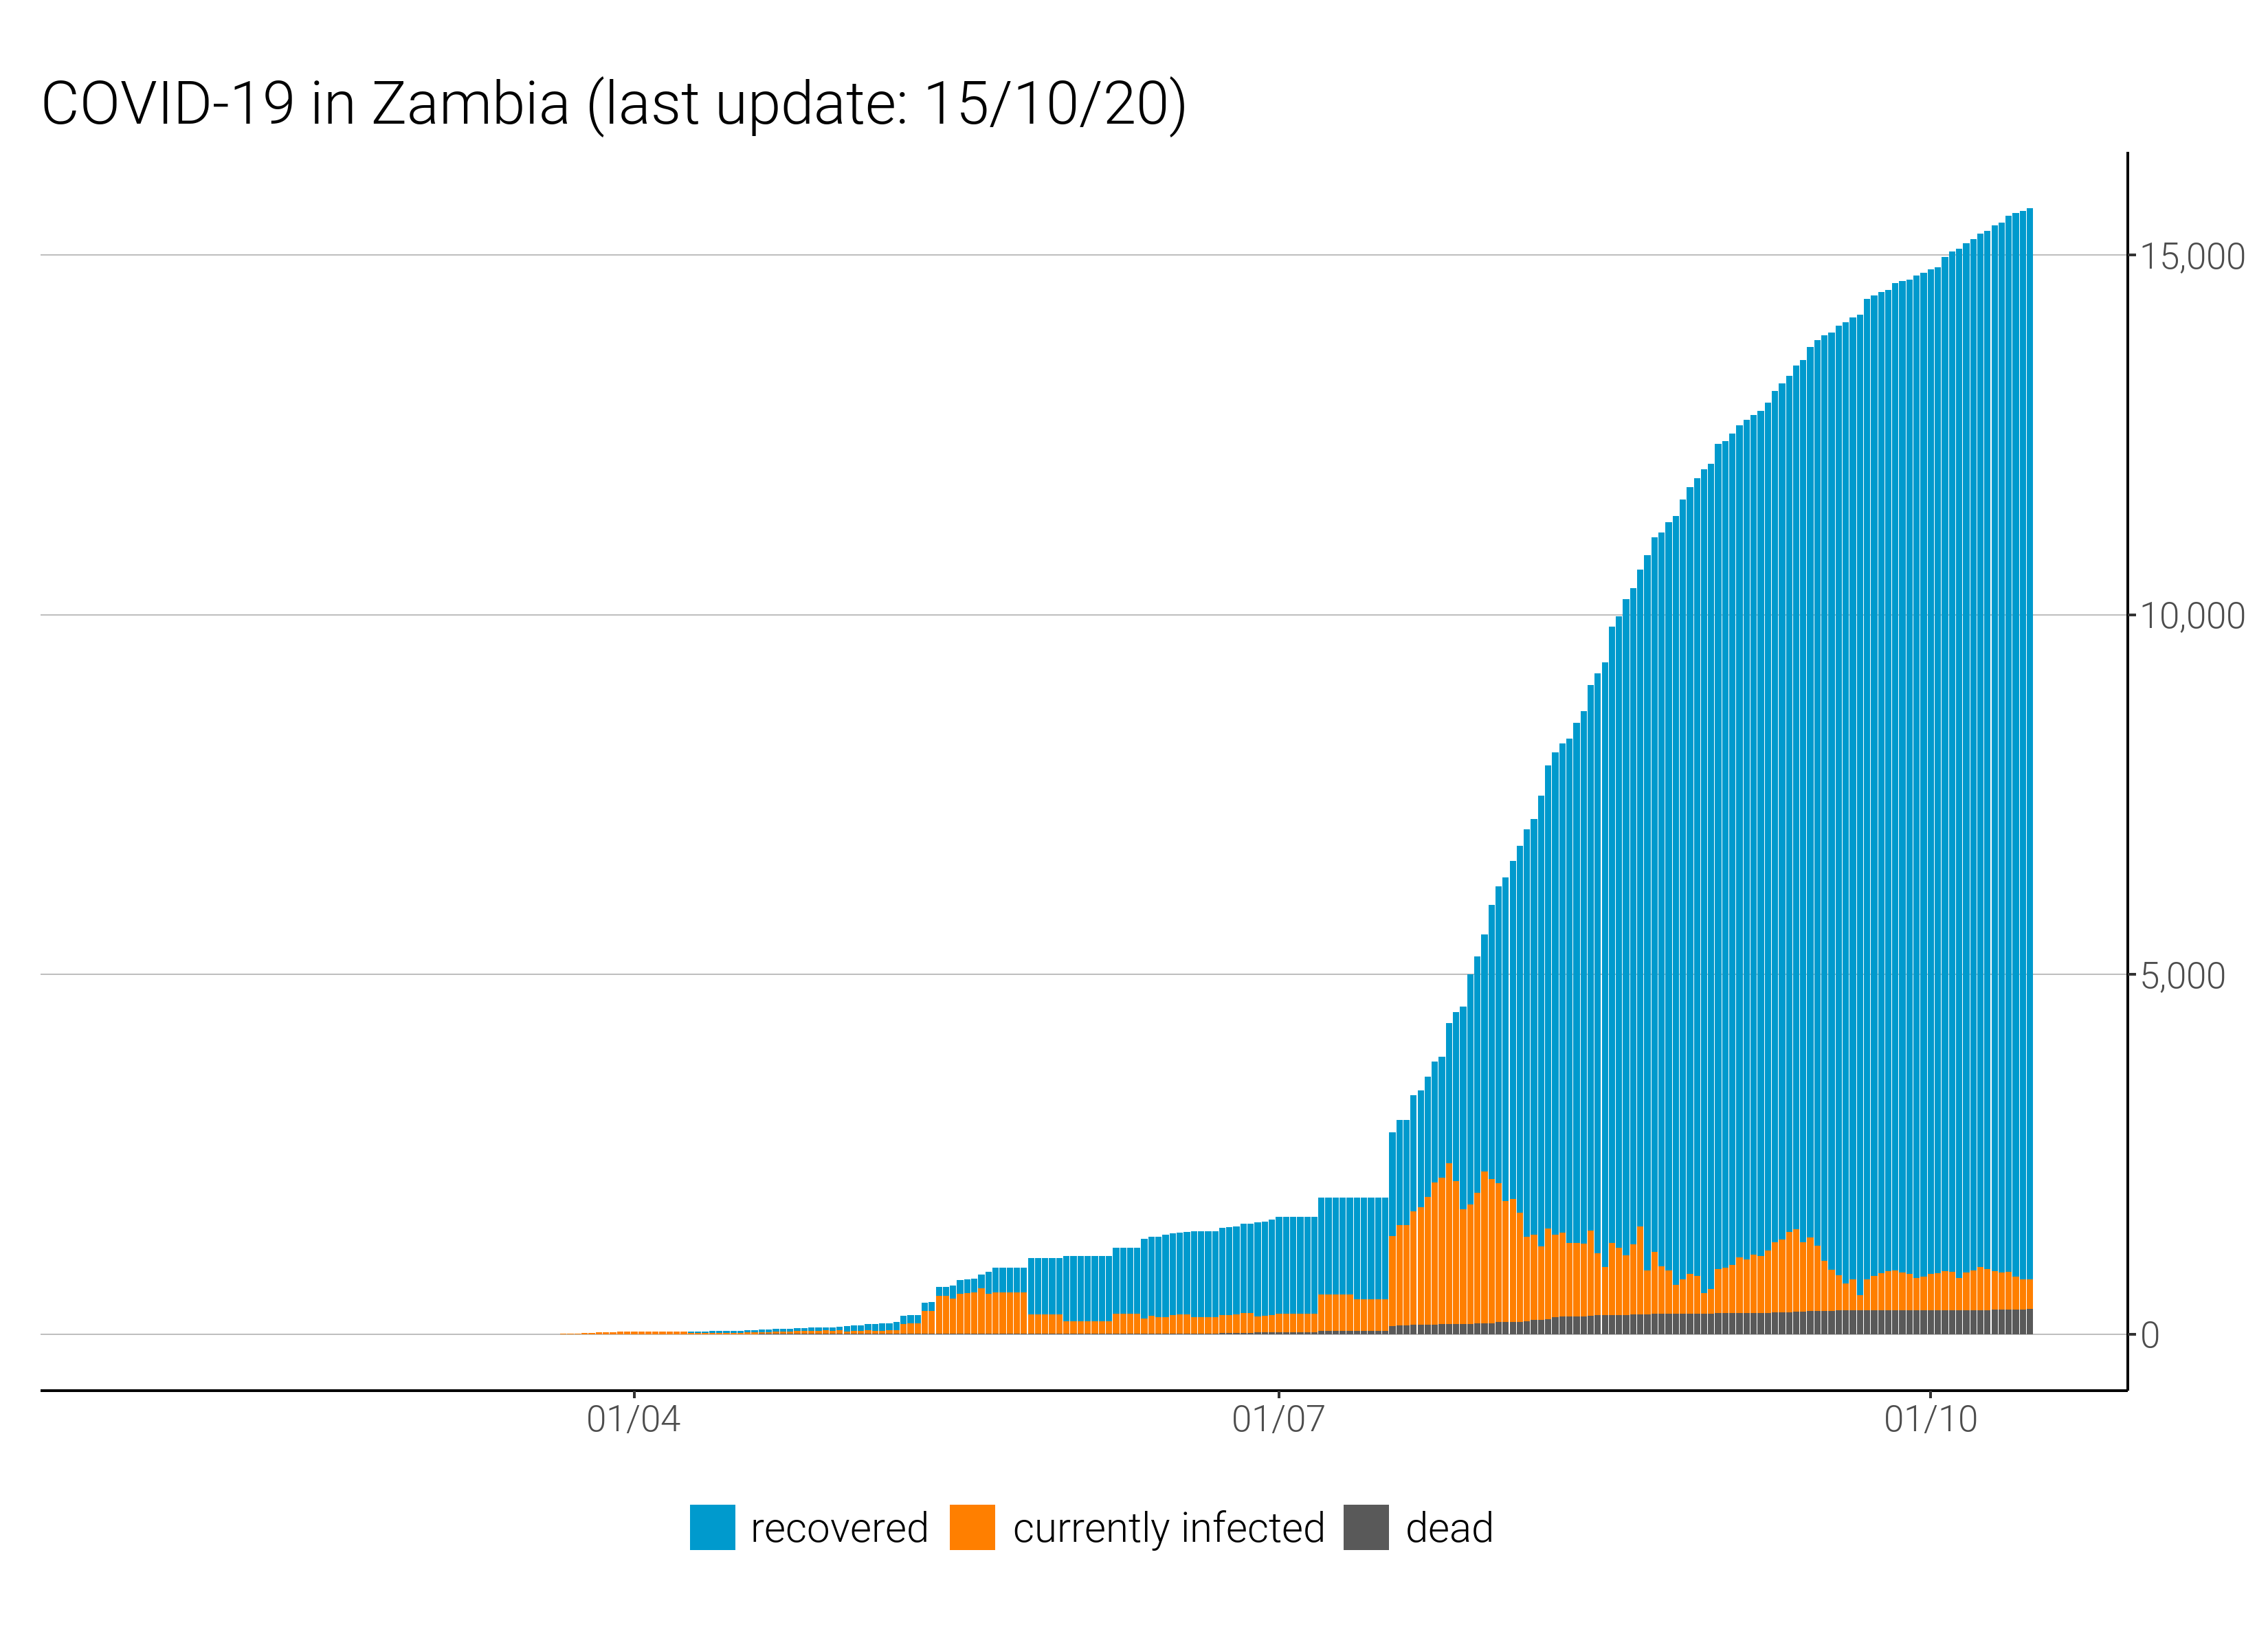 COVID-19 in Zambia (last update: 15/10/20)
15,000
10,000
5,000
0
01/04 01/07 01/10
recovered currently infected dead